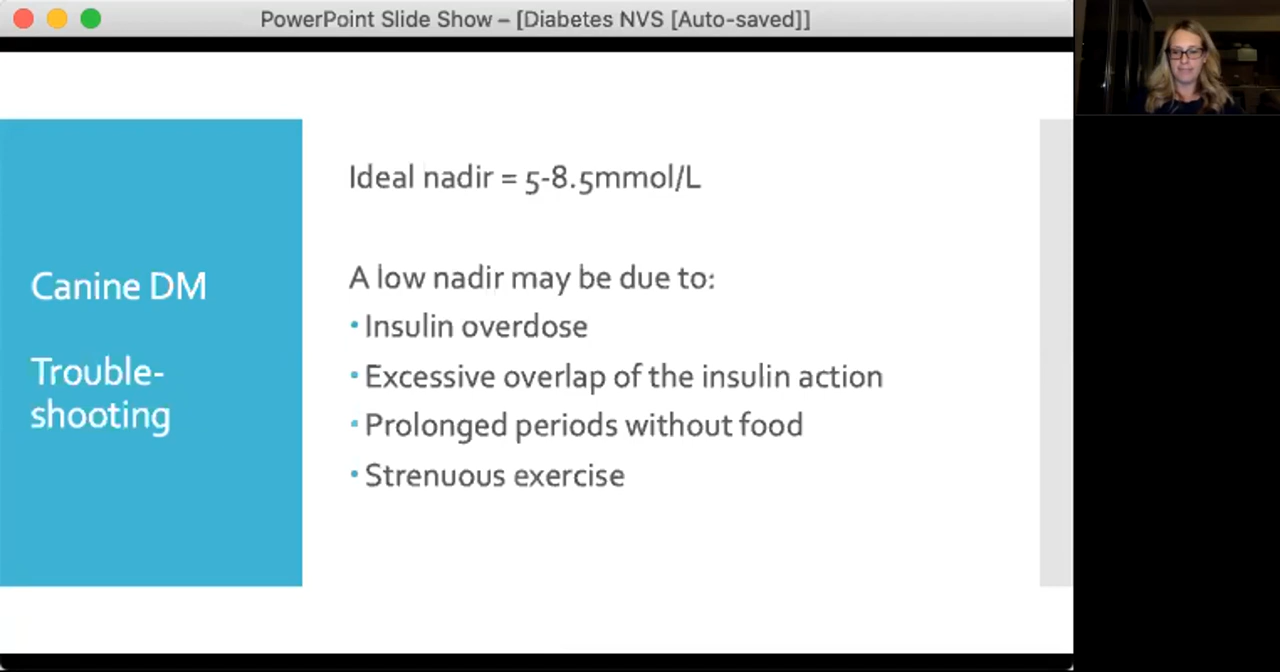 PowerPoint Slide Show – [Diabetes NVS [Auto-saved]]
Canine DM
Trouble-
shooting
Ideal nadir = 5-8.5mmol/L
A low nadir may be due to:
• Insulin overdose
• Excessive overlap of the insulin action
• Prolonged periods without food
• Strenuous exercise